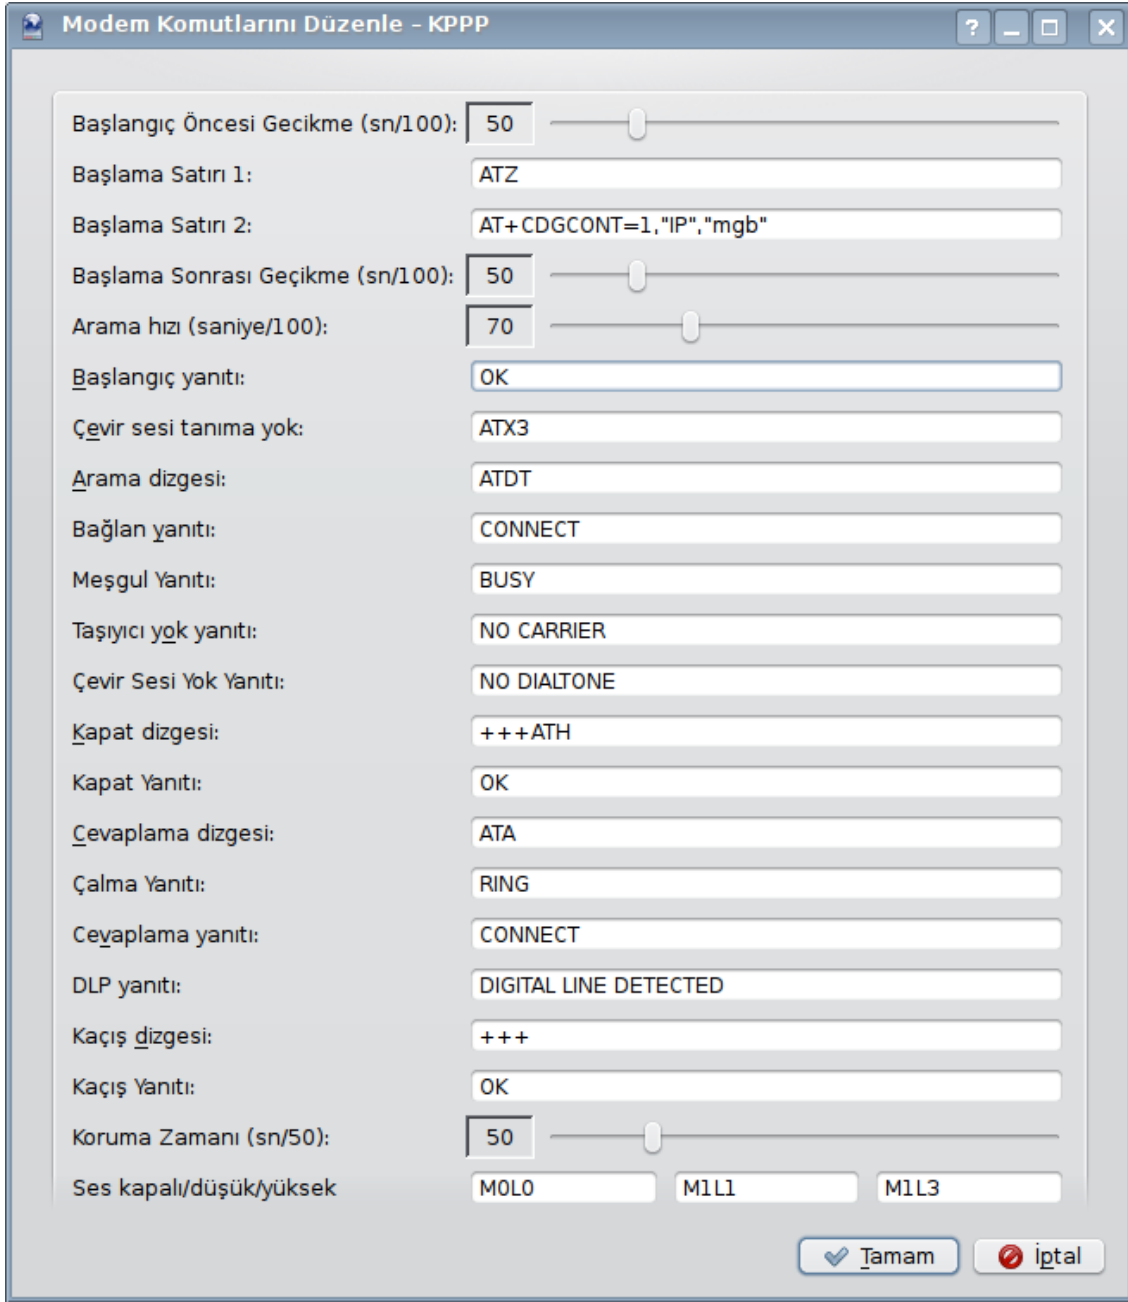 Modem Komutlarını Düzenle – KPPP
Başlangıç Öncesi Gecikme (sn/100): 50
Başlama Satırı 1: ATZ
Başlama Satırı 2: AT+CDGCONT=1,"IP","mgb"
Başlama Sonrası Geçikme (sn/100): 50
Arama hızı (saniye/100): 70
Başlangıç yanıtı: OK
Çevir sesi tanıma yok: ATX3
Arama dizgesi: ATDT
Bağlan yanıtı: CONNECT
Meşgul Yanıtı: BUSY
Taşıyıcı yok yanıtı: NO CARRIER
Çevir Sesi Yok Yanıtı: NO DIALTONE
Kapat dizgesi: +++ATH
Kapat Yanıtı: OK
Cevaplama dizgesi: ATA
Çalma Yanıtı: RING
Cevaplama yanıtı: CONNECT
DLP yanıtı: DIGITAL LINE DETECTED
Kaçış dizgesi: +++
Kaçış Yanıtı: OK
Koruma Zamanı (sn/50): 50
Ses kapalı/düşük/yüksek M0L0 M1L1 M1L3
Tamam İptal